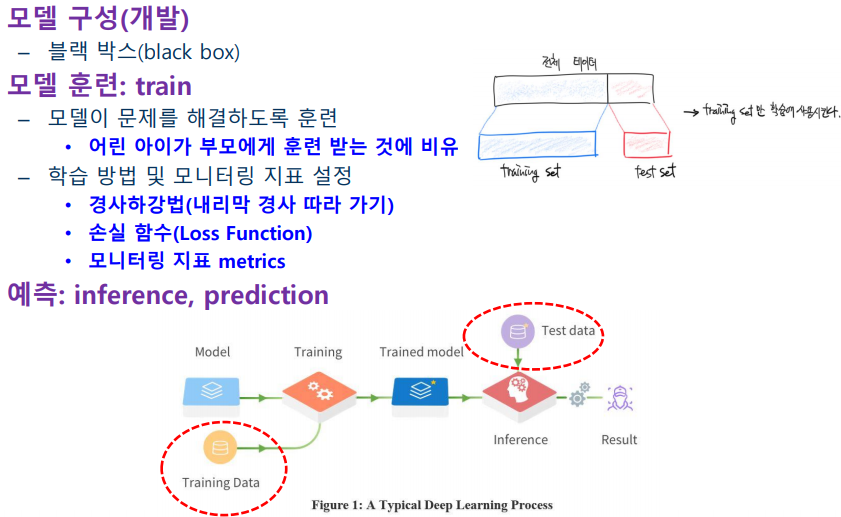 모델 구성(개발)
– 블랙 박스(black box)
모델 훈련: train
– 모델이 문제를 해결하도록 훈련
• 어린 아이가 부모에게 훈련 받는 것에 비유
– 학습 방법 및 모니터링 지표 설정
• 경사하강법(내리막 경사 따라 가기)
• 손실 함수(Loss Function)
• 모니터링 지표 metrics
예측: inference, prediction
전체 데이터
training set
test set
→ training set 만 학습에 사용시킨다.
Test data
Model
Training
Trained model
Inference
Result
Training Data
Figure 1: A Typical Deep Learning Process